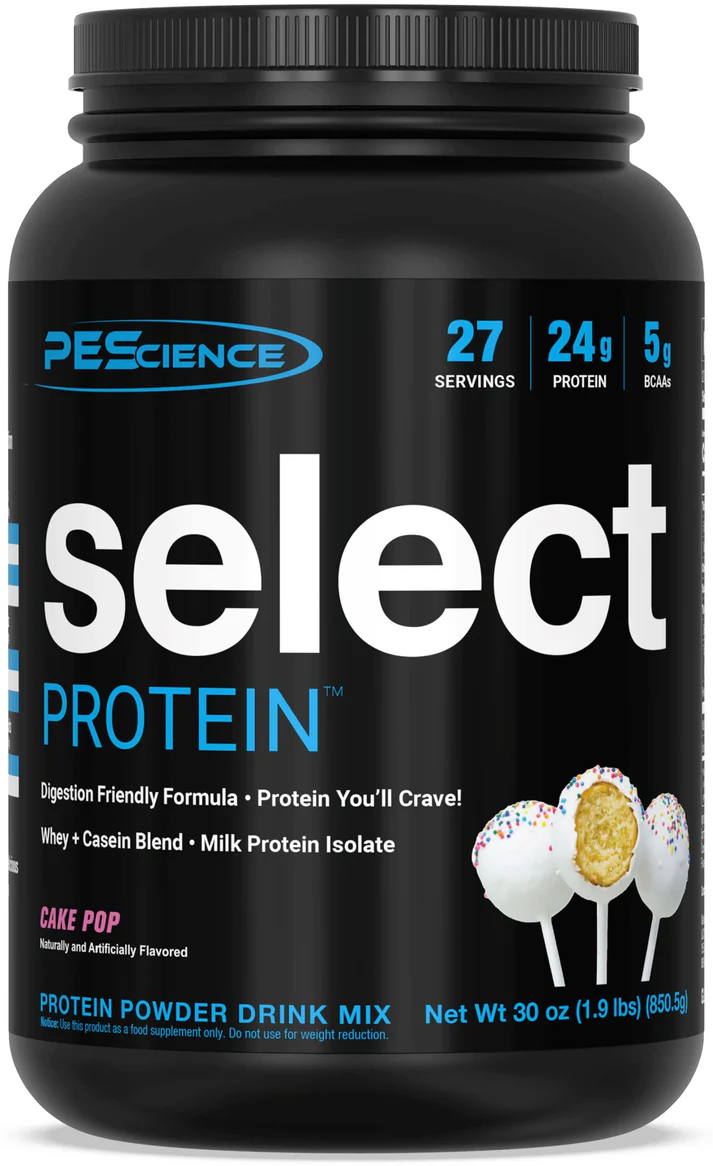 PEScience
27
SERVINGS
24g
PROTEIN
5g
BCAAs
select
PROTEIN™
Digestion Friendly Formula • Protein You'll Crave!
Whey + Casein Blend • Milk Protein Isolate
CAKE POP
Naturally and Artificially Flavored
PROTEIN POWDER DRINK MIX
Notice: Use this product as a food supplement only. Do not use for weight reduction.
Net Wt 30 oz (1.9 lbs) (850.5g)